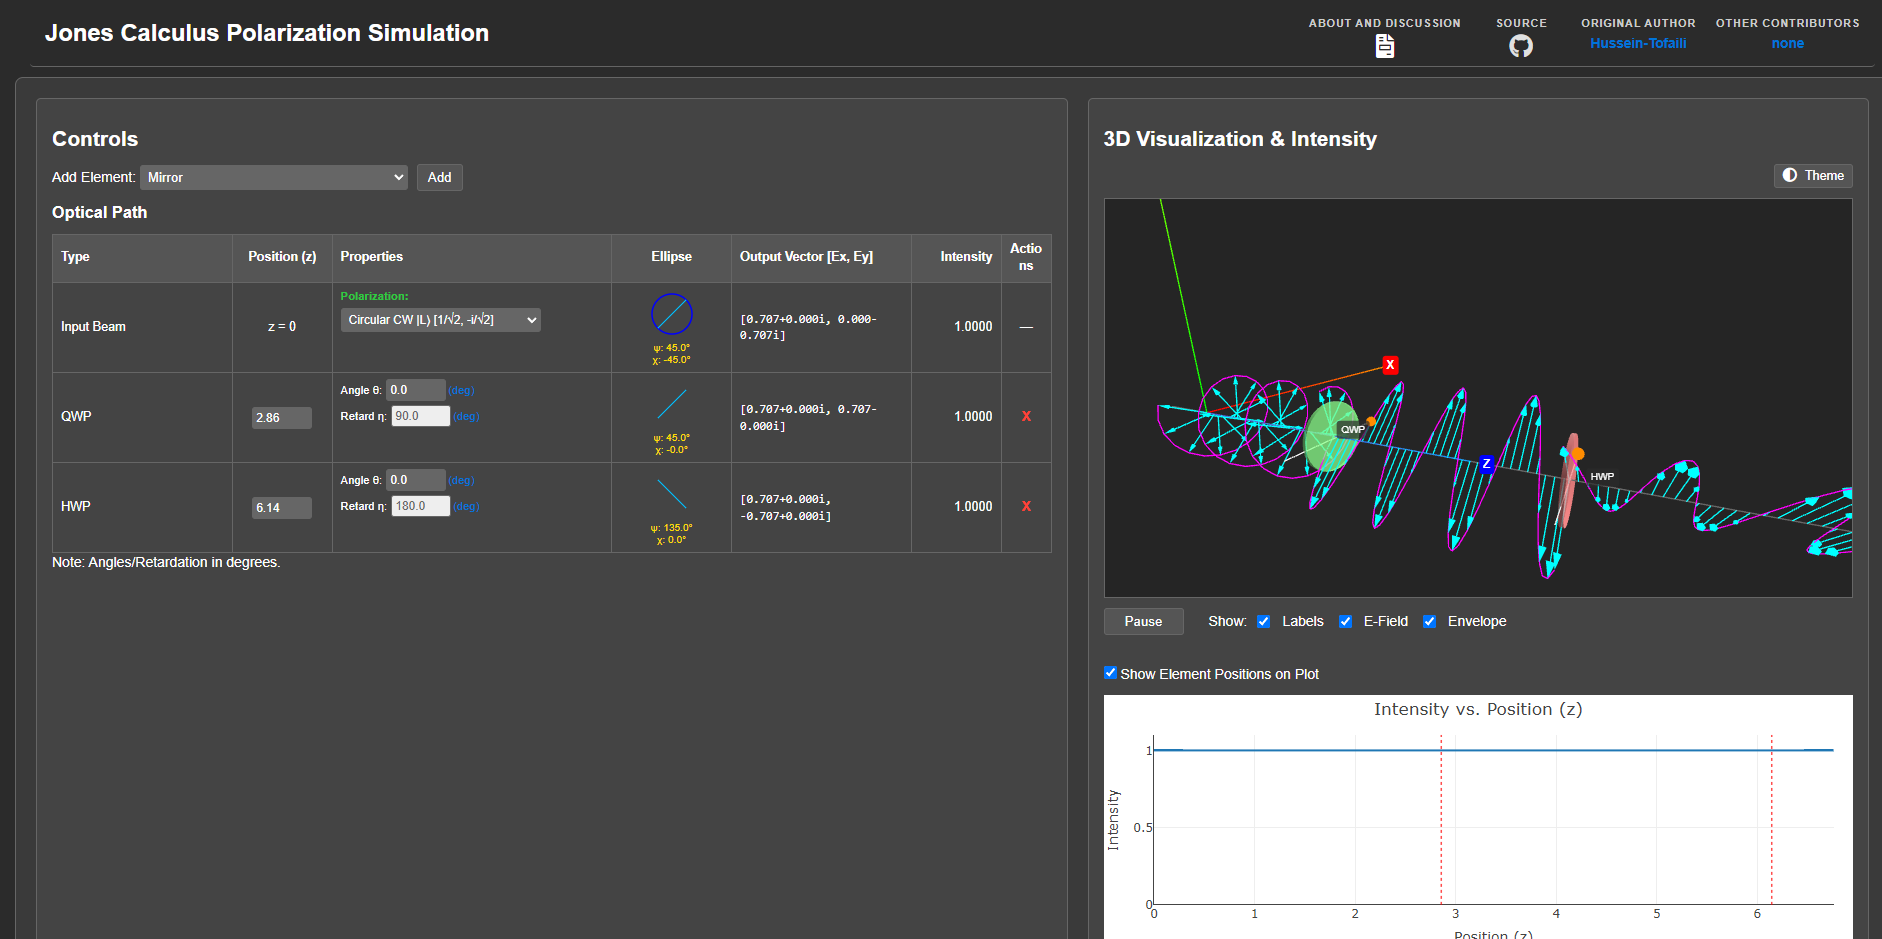 Jones Calculus Polarization Simulation
ABOUT AND DISCUSSION
SOURCE
ORIGINAL AUTHOR
Hussein-Tofaili
OTHER CONTRIBUTORS
none
Controls
Add Element: Mirror Add
Optical Path
Type Position (z) Properties Ellipse Output Vector [Ex, Ey] Intensity Actio
ns
Input Beam
z = 0
Polarization:
Circular CW |L⟩ [1/√2, -i/√2]
ψ: 45.0°
χ: -45.0°
[0.707+0.000i, 0.000-
0.707i]
1.0000
—
QWP
2.86
Angle θ: 0.0 (deg)
Retard η: 90.0 (deg)
ψ: 45.0°
χ: -0.0°
[0.707+0.000i, 0.707-
0.000i]
1.0000
X
HWP
6.14
Angle θ: 0.0 (deg)
Retard η: 180.0 (deg)
ψ: 135.0°
χ: 0.0°
[0.707+0.000i,
-0.707+0.000i]
1.0000
X
Note: Angles/Retardation in degrees.
3D Visualization & Intensity
Theme
X
QWP
Z
HWP
Pause Show: Labels E-Field Envelope
Show Element Positions on Plot
Intensity vs. Position (z)
Intensity
1
0.5
0
0 1 2 3 4 5 6
Position (z)